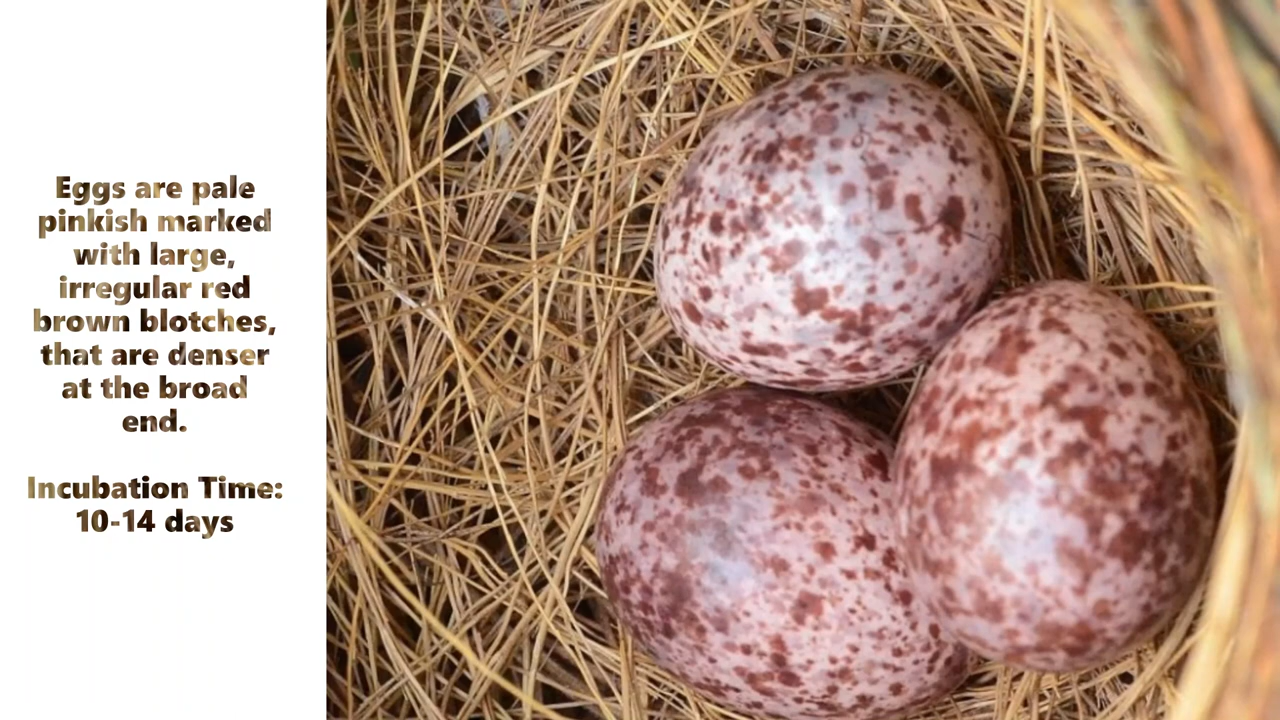 Eggs are pale
pinkish marked
with large,
irregular red
brown blotches,
that are denser
at the broad
end.
Incubation Time:
10-14 days